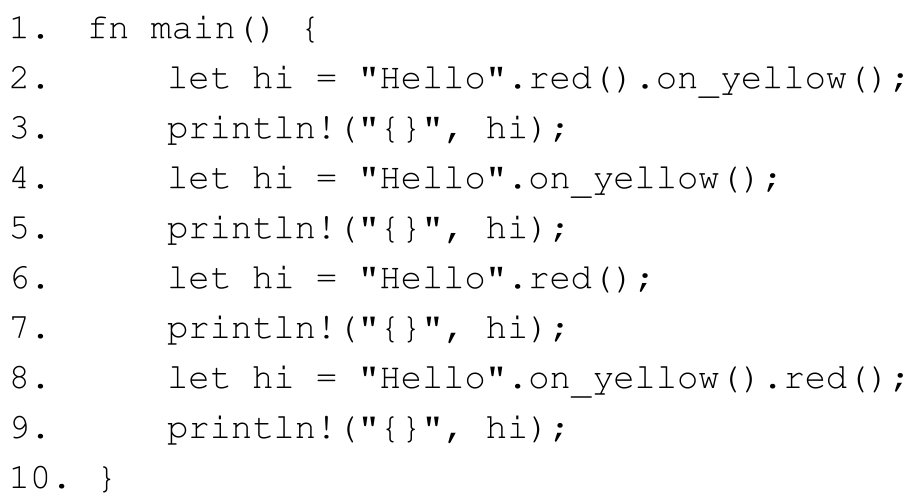 1. fn main() {
2.     let hi = "Hello".red().on_yellow();
3.     println!("{}", hi);
4.     let hi = "Hello".on_yellow();
5.     println!("{}", hi);
6.     let hi = "Hello".red();
7.     println!("{}", hi);
8.     let hi = "Hello".on_yellow().red();
9.     println!("{}", hi);
10. }